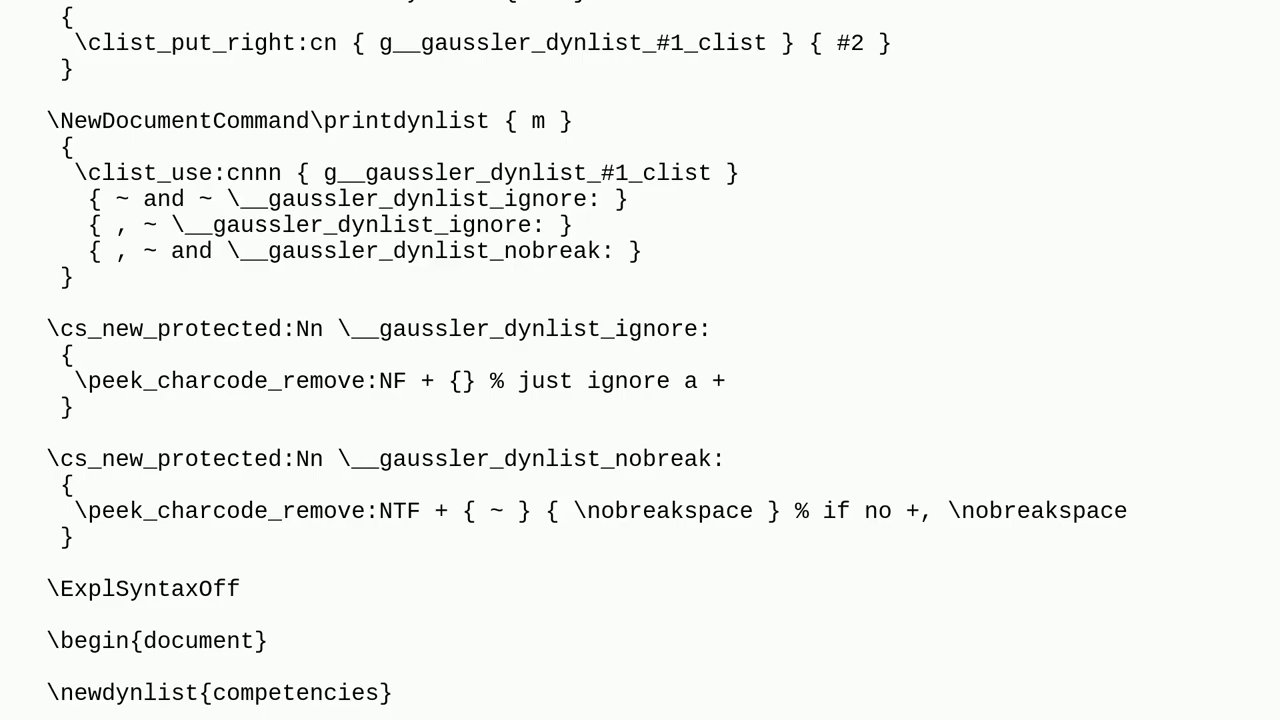 {
\clist_put_right:cn { g__gaussler_dynlist_#1_clist } { #2 }
}
\NewDocumentCommand\printdynlist { m }
{
\clist_use:cnnn { g__gaussler_dynlist_#1_clist }
{ ~ and ~ \__gaussler_dynlist_ignore: }
{ , ~ \__gaussler_dynlist_ignore: }
{ , ~ and \__gaussler_dynlist_nobreak: }
}
\cs_new_protected:Nn \__gaussler_dynlist_ignore:
{
\peek_charcode_remove:NF + {} % just ignore a +
}
\cs_new_protected:Nn \__gaussler_dynlist_nobreak:
{
\peek_charcode_remove:NTF + { ~ } { \nobreakspace } % if no +, \nobreakspace
}
\ExplSyntaxOff
\begin{document}
\newdynlist{competencies}